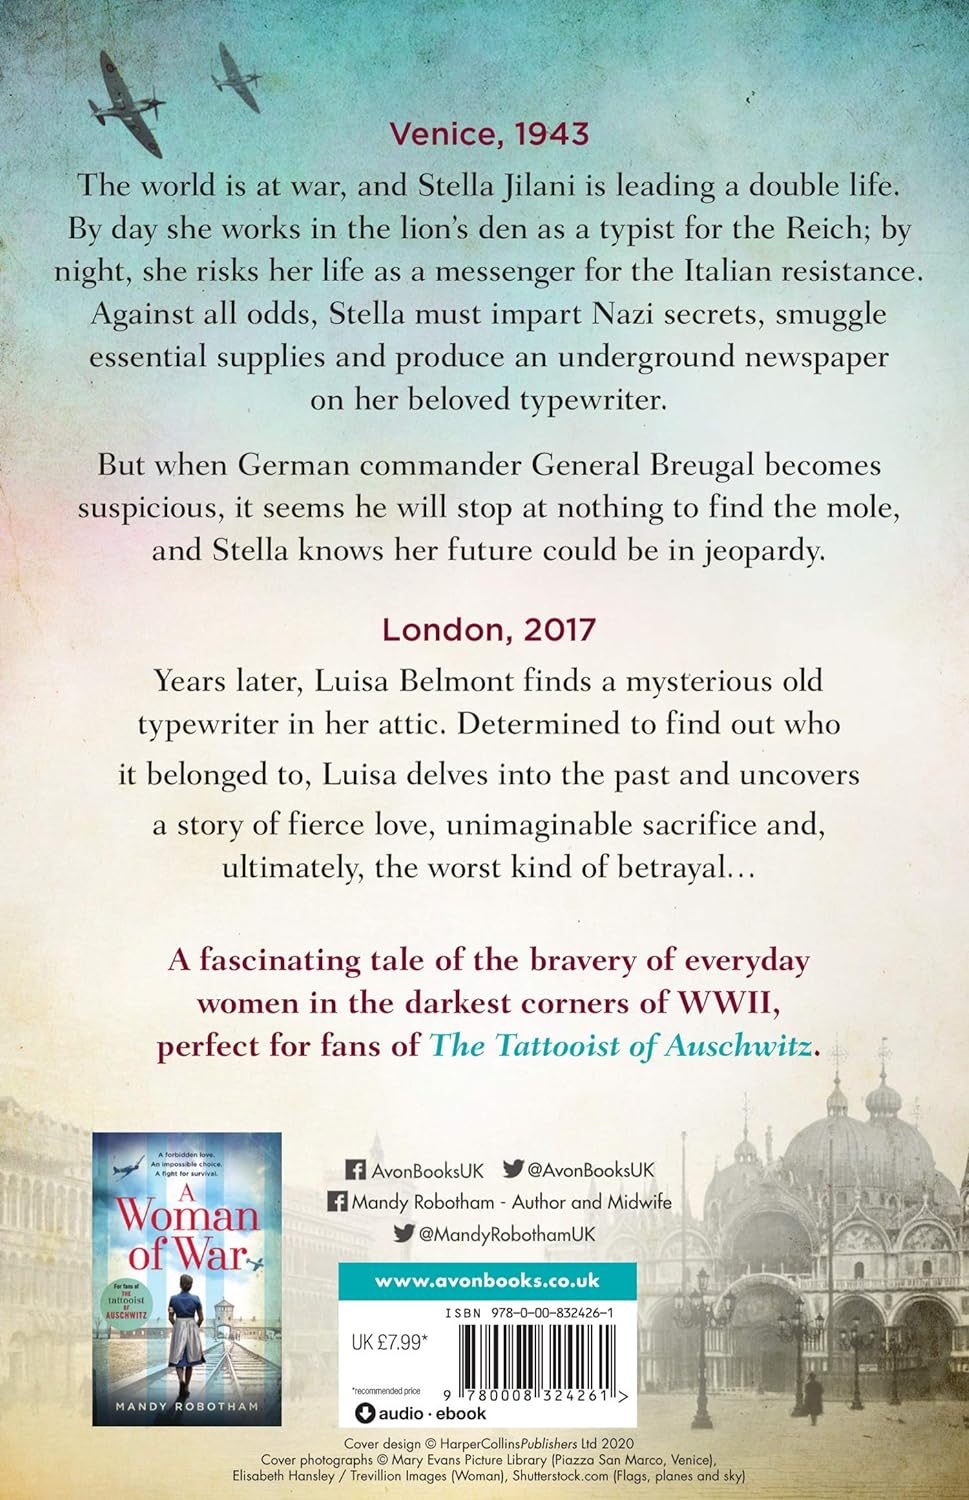 Venice, 1943
The world is at war, and Stella Jilani is leading a double life.
By day she works in the lion's den as a typist for the Reich; by
night, she risks her life as a messenger for the Italian resistance.
Against all odds, Stella must impart Nazi secrets, smuggle
essential supplies and produce an underground newspaper
on her beloved typewriter.
But when German commander General Breugal becomes
suspicious, it seems he will stop at nothing to find the mole,
and Stella knows her future could be in jeopardy.
London, 2017
Years later, Luisa Belmont finds a mysterious old
typewriter in her attic. Determined to find out who
it belonged to, Luisa delves into the past and uncovers
a story of fierce love, unimaginable sacrifice and,
ultimately, the worst kind of betrayal…
A fascinating tale of the bravery of everyday
women in the darkest corners of WWII,
perfect for fans of The Tattooist of Auschwitz.
A forbidden love.
An impossible choice.
A fight for survival.
A
Woman
of War
For fans of
THE
tattooist
OF
AUSCHWITZ
MANDY ROBOTHAM
AvonBooksUK @AvonBooksUK
Mandy Robotham - Author and Midwife
@MandyRobothamUK
www.avonbooks.co.uk
ISBN 978-0-00-832426-1
UK £7.99*
*recommended price
9 780008 324261 >
audio · ebook
Cover design © HarperCollinsPublishers Ltd 2020
Cover photographs © Mary Evans Picture Library (Piazza San Marco, Venice),
Elisabeth Hansley / Trevillion Images (Woman), Shutterstock.com (Flags, planes and sky)